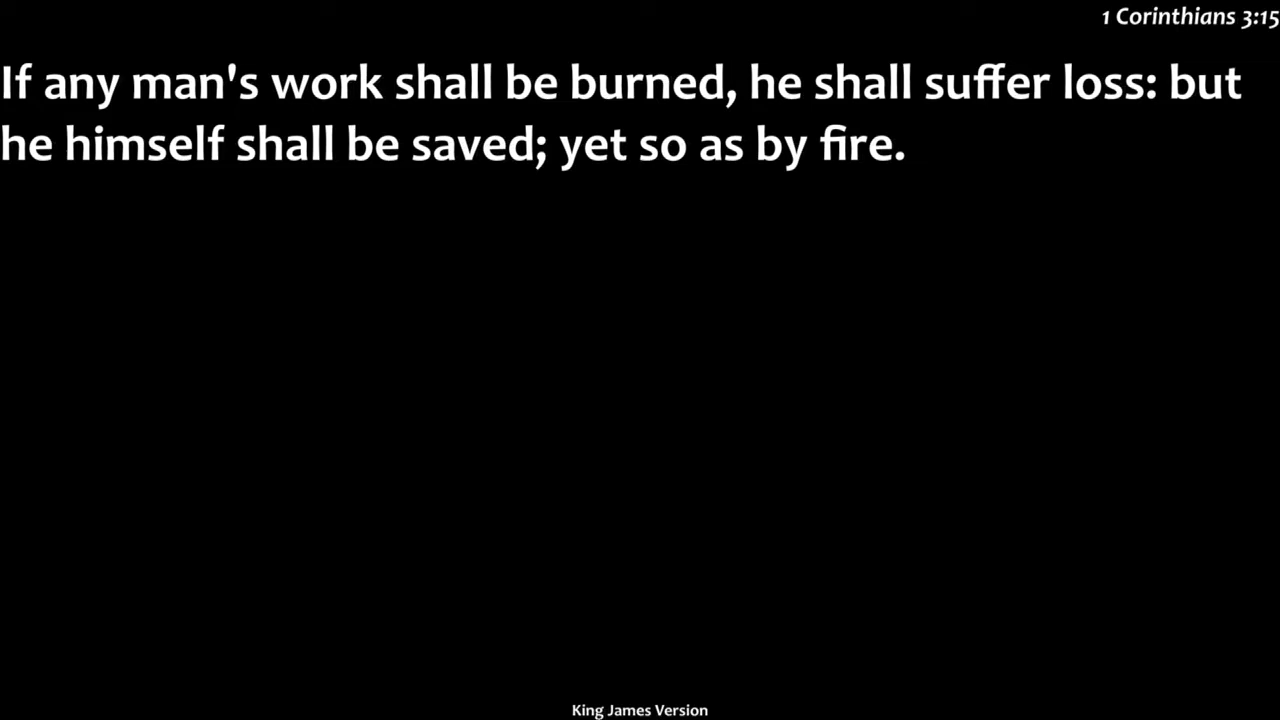 1 Corinthians 3:15
If any man's work shall be burned, he shall suffer loss: but
he himself shall be saved; yet so as by fire.
King James Version